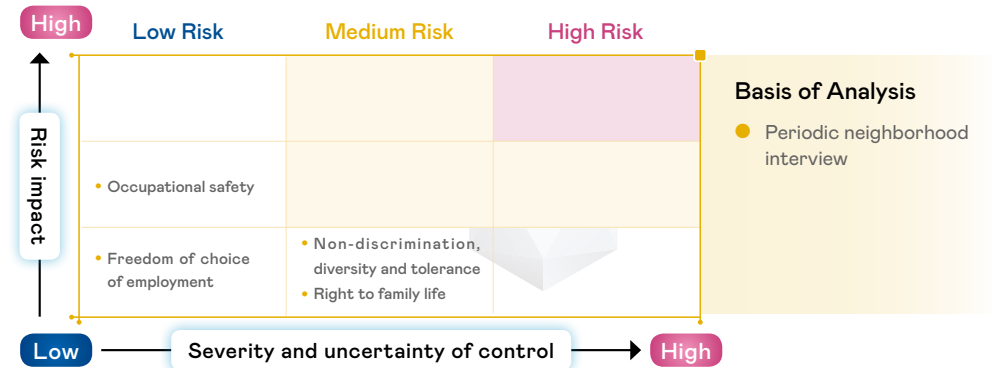 High
Low Risk
Medium Risk
High Risk
Risk impact
Basis of Analysis
Periodic neighborhood
interview
• Occupational safety
• Freedom of choice
of employment
• Non-discrimination,
diversity and tolerance
• Right to family life
Low
Severity and uncertainty of control
High